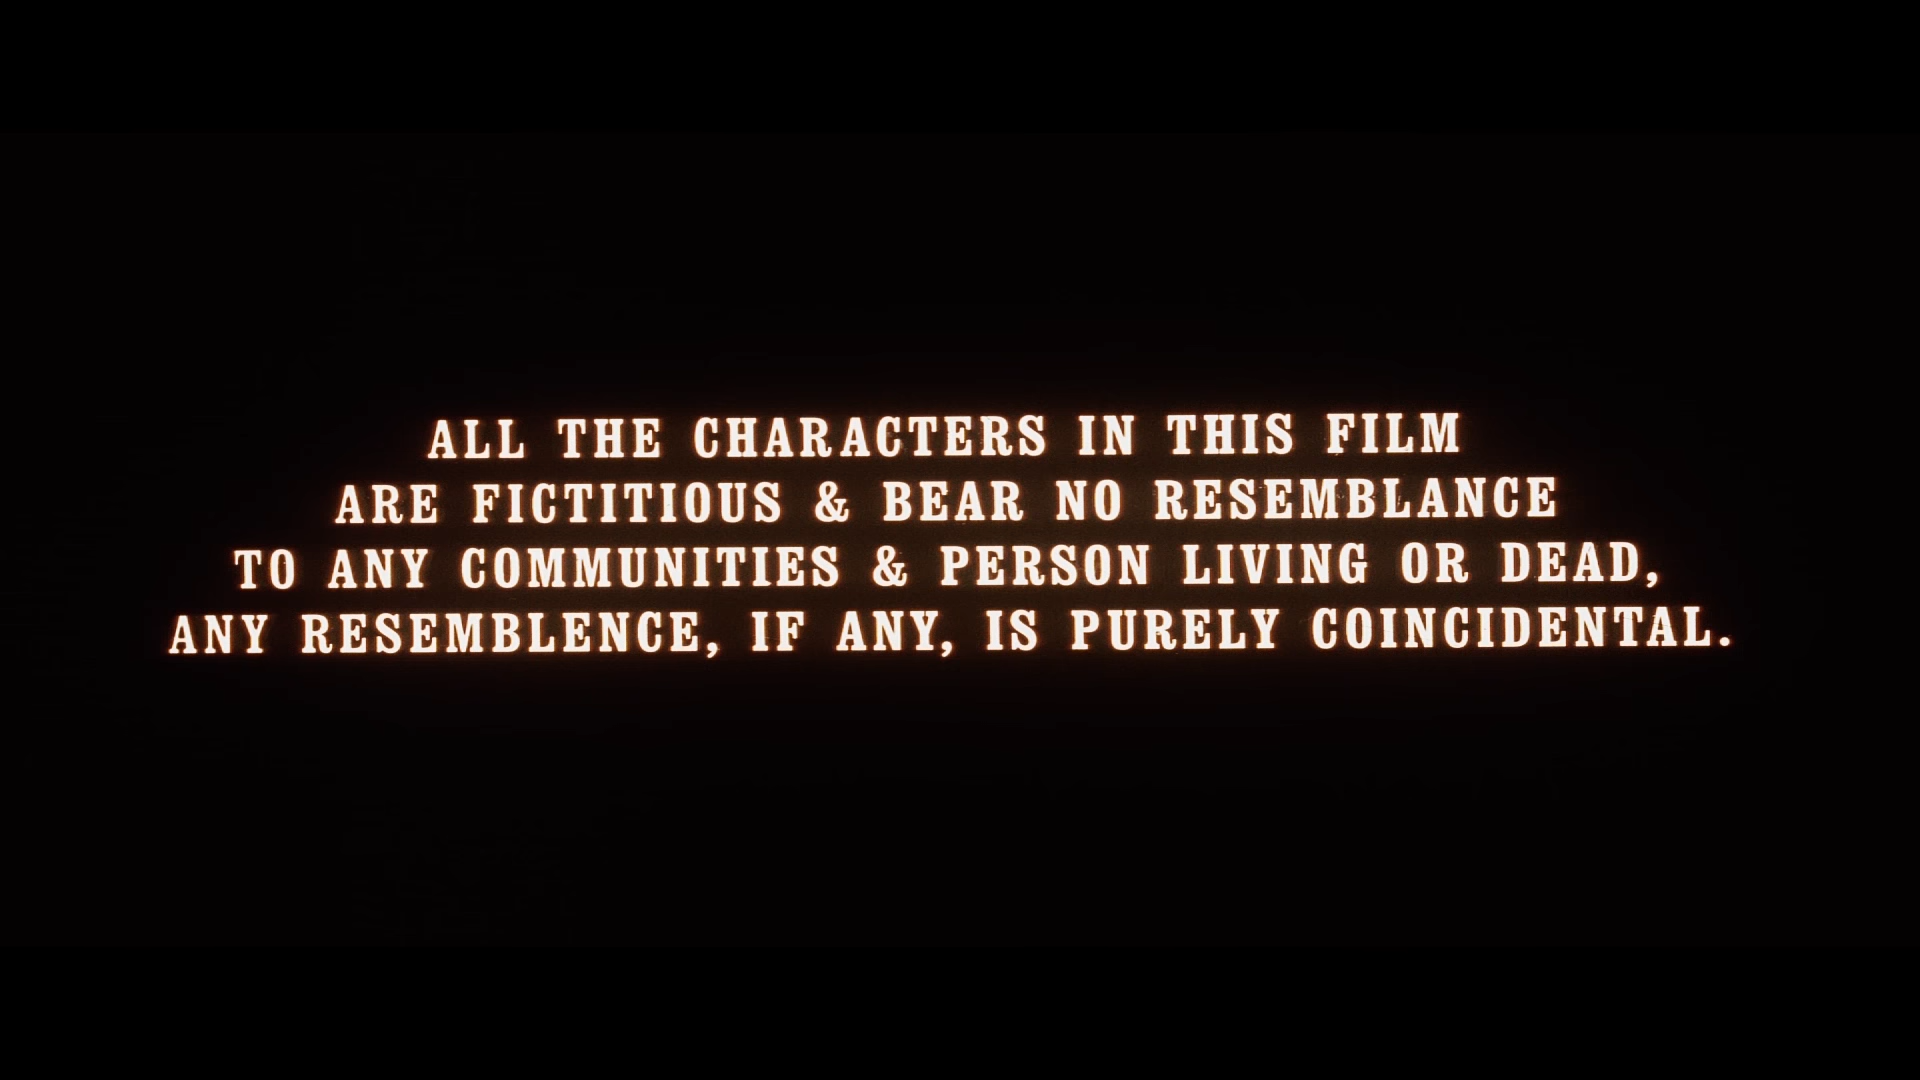 ALL THE CHARACTERS IN THIS FILM
ARE FICTITIOUS & BEAR NO RESEMBLANCE
TO ANY COMMUNITIES & PERSON LIVING OR DEAD,
ANY RESEMBLENCE, IF ANY, IS PURELY COINCIDENTAL.